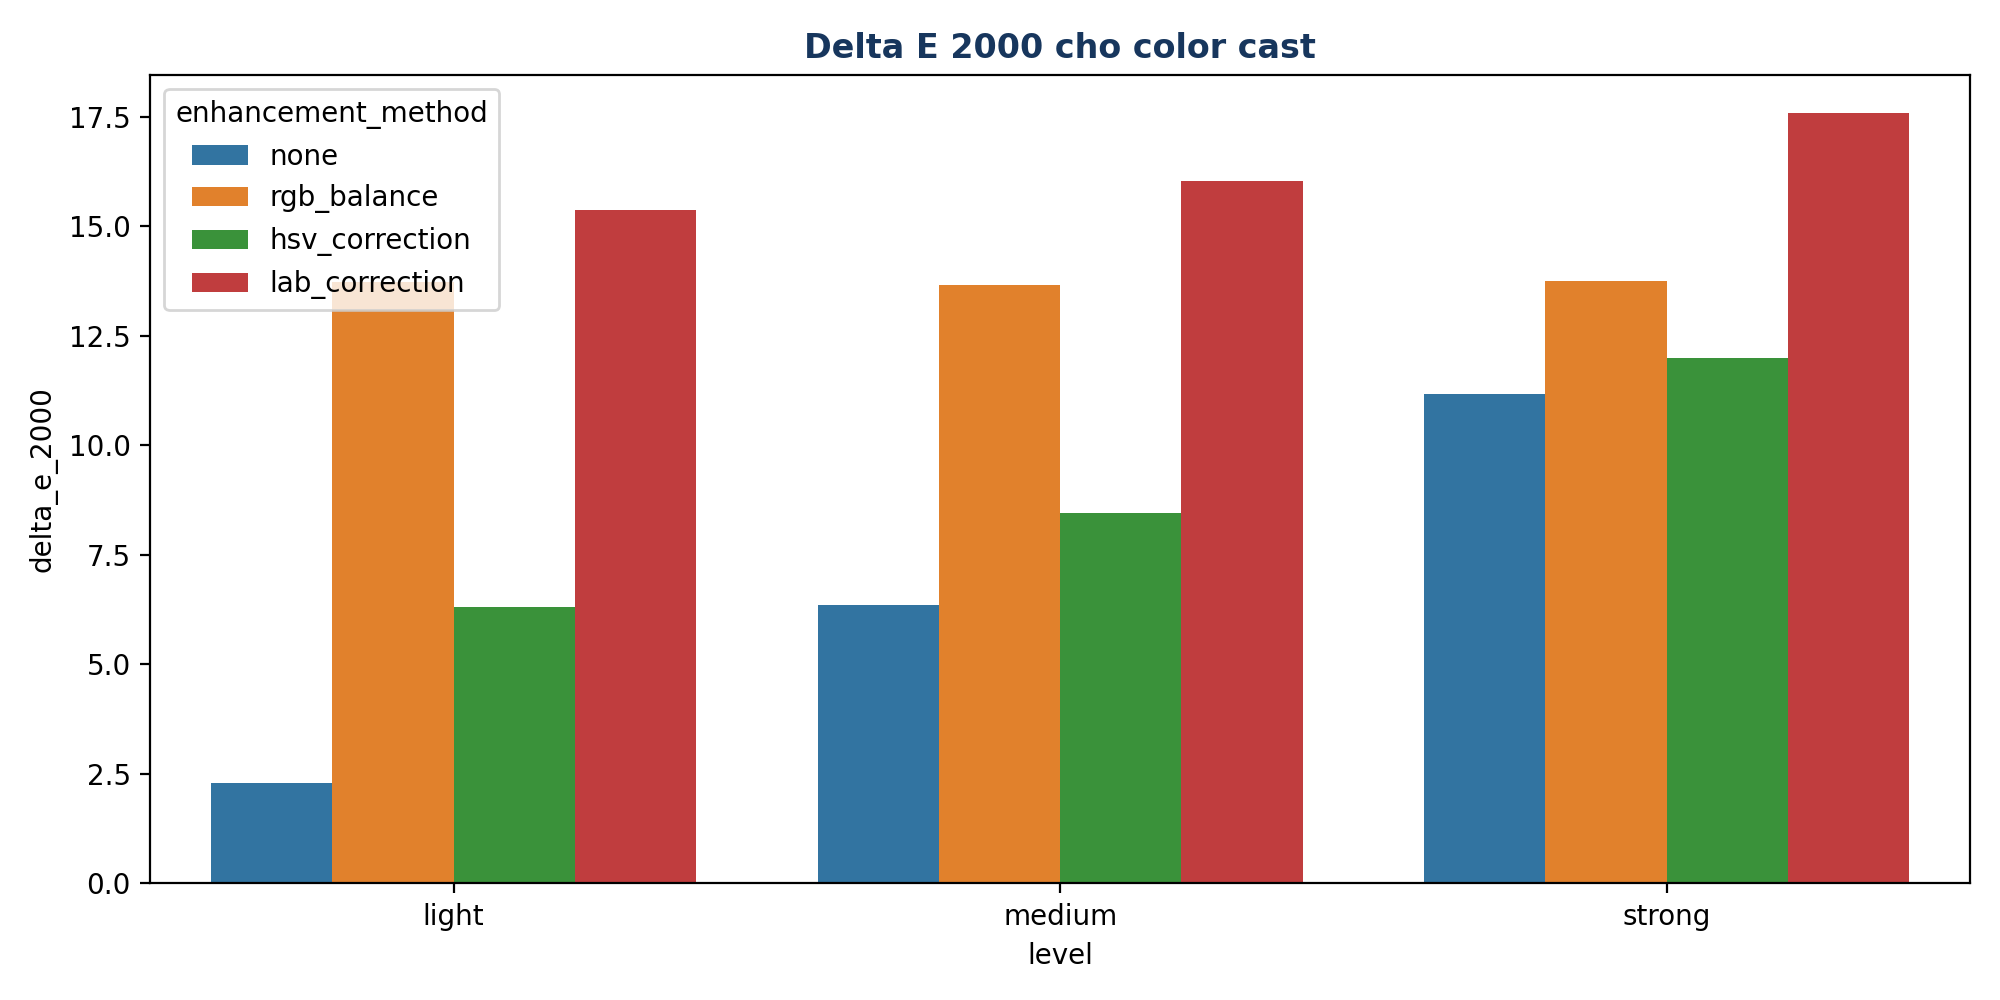 Delta E 2000 cho color cast
enhancement_method
none
rgb_balance
hsv_correction
lab_correction
delta_e_2000
17.5
15.0
12.5
10.0
7.5
5.0
2.5
0.0
light
medium
strong
level